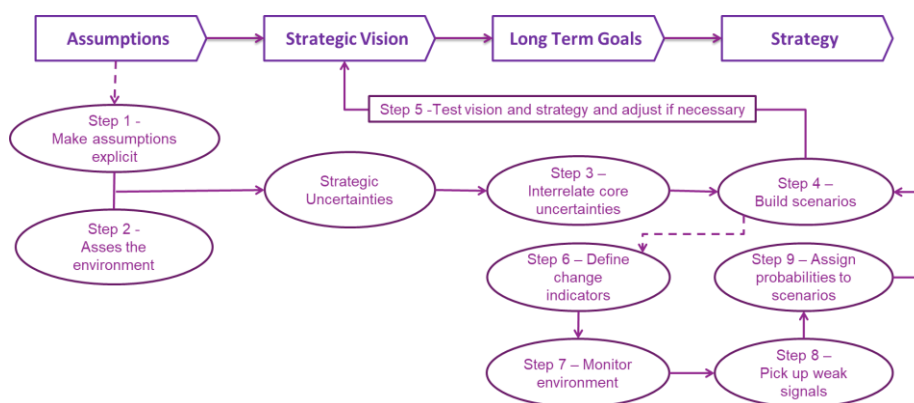 Assumptions
Strategic Vision
Long Term Goals
Strategy
Step 5 -Test vision and strategy and adjust if necessary
Step 1 -
Make assumptions
explicit
Strategic
Uncertainties
Step 3 –
Interrelate core
uncertainties
Step 4 –
Build scenarios
Step 2 -
Asses the
environment
Step 6 – Define
change
indicators
Step 9 – Assign
probabilities to
scenarios
Step 7 – Monitor
environment
Step 8 –
Pick up weak
signals